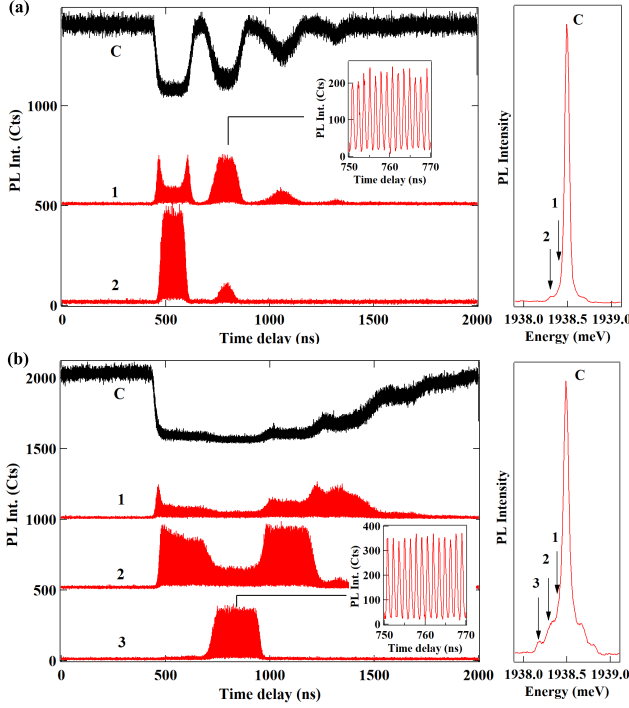 (a)
C
PL Int. (Cts)
1000
500
0
1
2
0
500
1000
1500
2000
Time delay (ns)
PL Int. (Cts)
200
100
0
750
760
770
Time delay (ns)
C
PL Intensity
1
2
1938.0
1938.5
1939.0
Energy (meV)
(b)
C
PL Int. (Cts)
2000
1500
1000
500
0
1
2
3
0
500
1000
1500
2000
Time delay (ns)
PL Int. (Cts)
400
300
200
100
0
750
760
770
Time delay (ns)
C
PL Intensity
1
2
3
1938.0
1938.5
1939.0
Energy (meV)